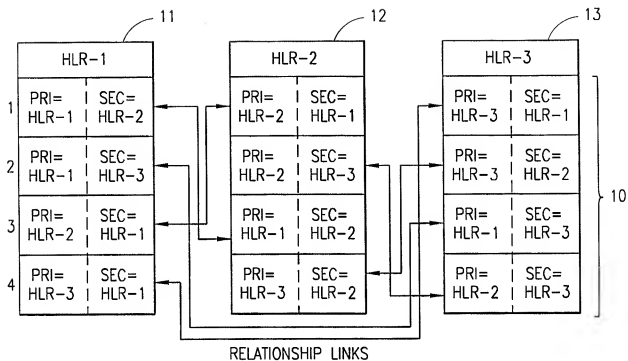 11
12
13
HLR-1
HLR-2
HLR-3
1
PRI=
HLR-1
SEC=
HLR-2
PRI=
HLR-2
SEC=
HLR-1
PRI=
HLR-3
SEC=
HLR-1
2
PRI=
HLR-1
SEC=
HLR-3
PRI=
HLR-2
SEC=
HLR-3
PRI=
HLR-3
SEC=
HLR-2
10
3
PRI=
HLR-2
SEC=
HLR-1
PRI=
HLR-1
SEC=
HLR-2
PRI=
HLR-1
SEC=
HLR-3
4
PRI=
HLR-3
SEC=
HLR-1
PRI=
HLR-3
SEC=
HLR-2
PRI=
HLR-2
SEC=
HLR-3
RELATIONSHIP LINKS